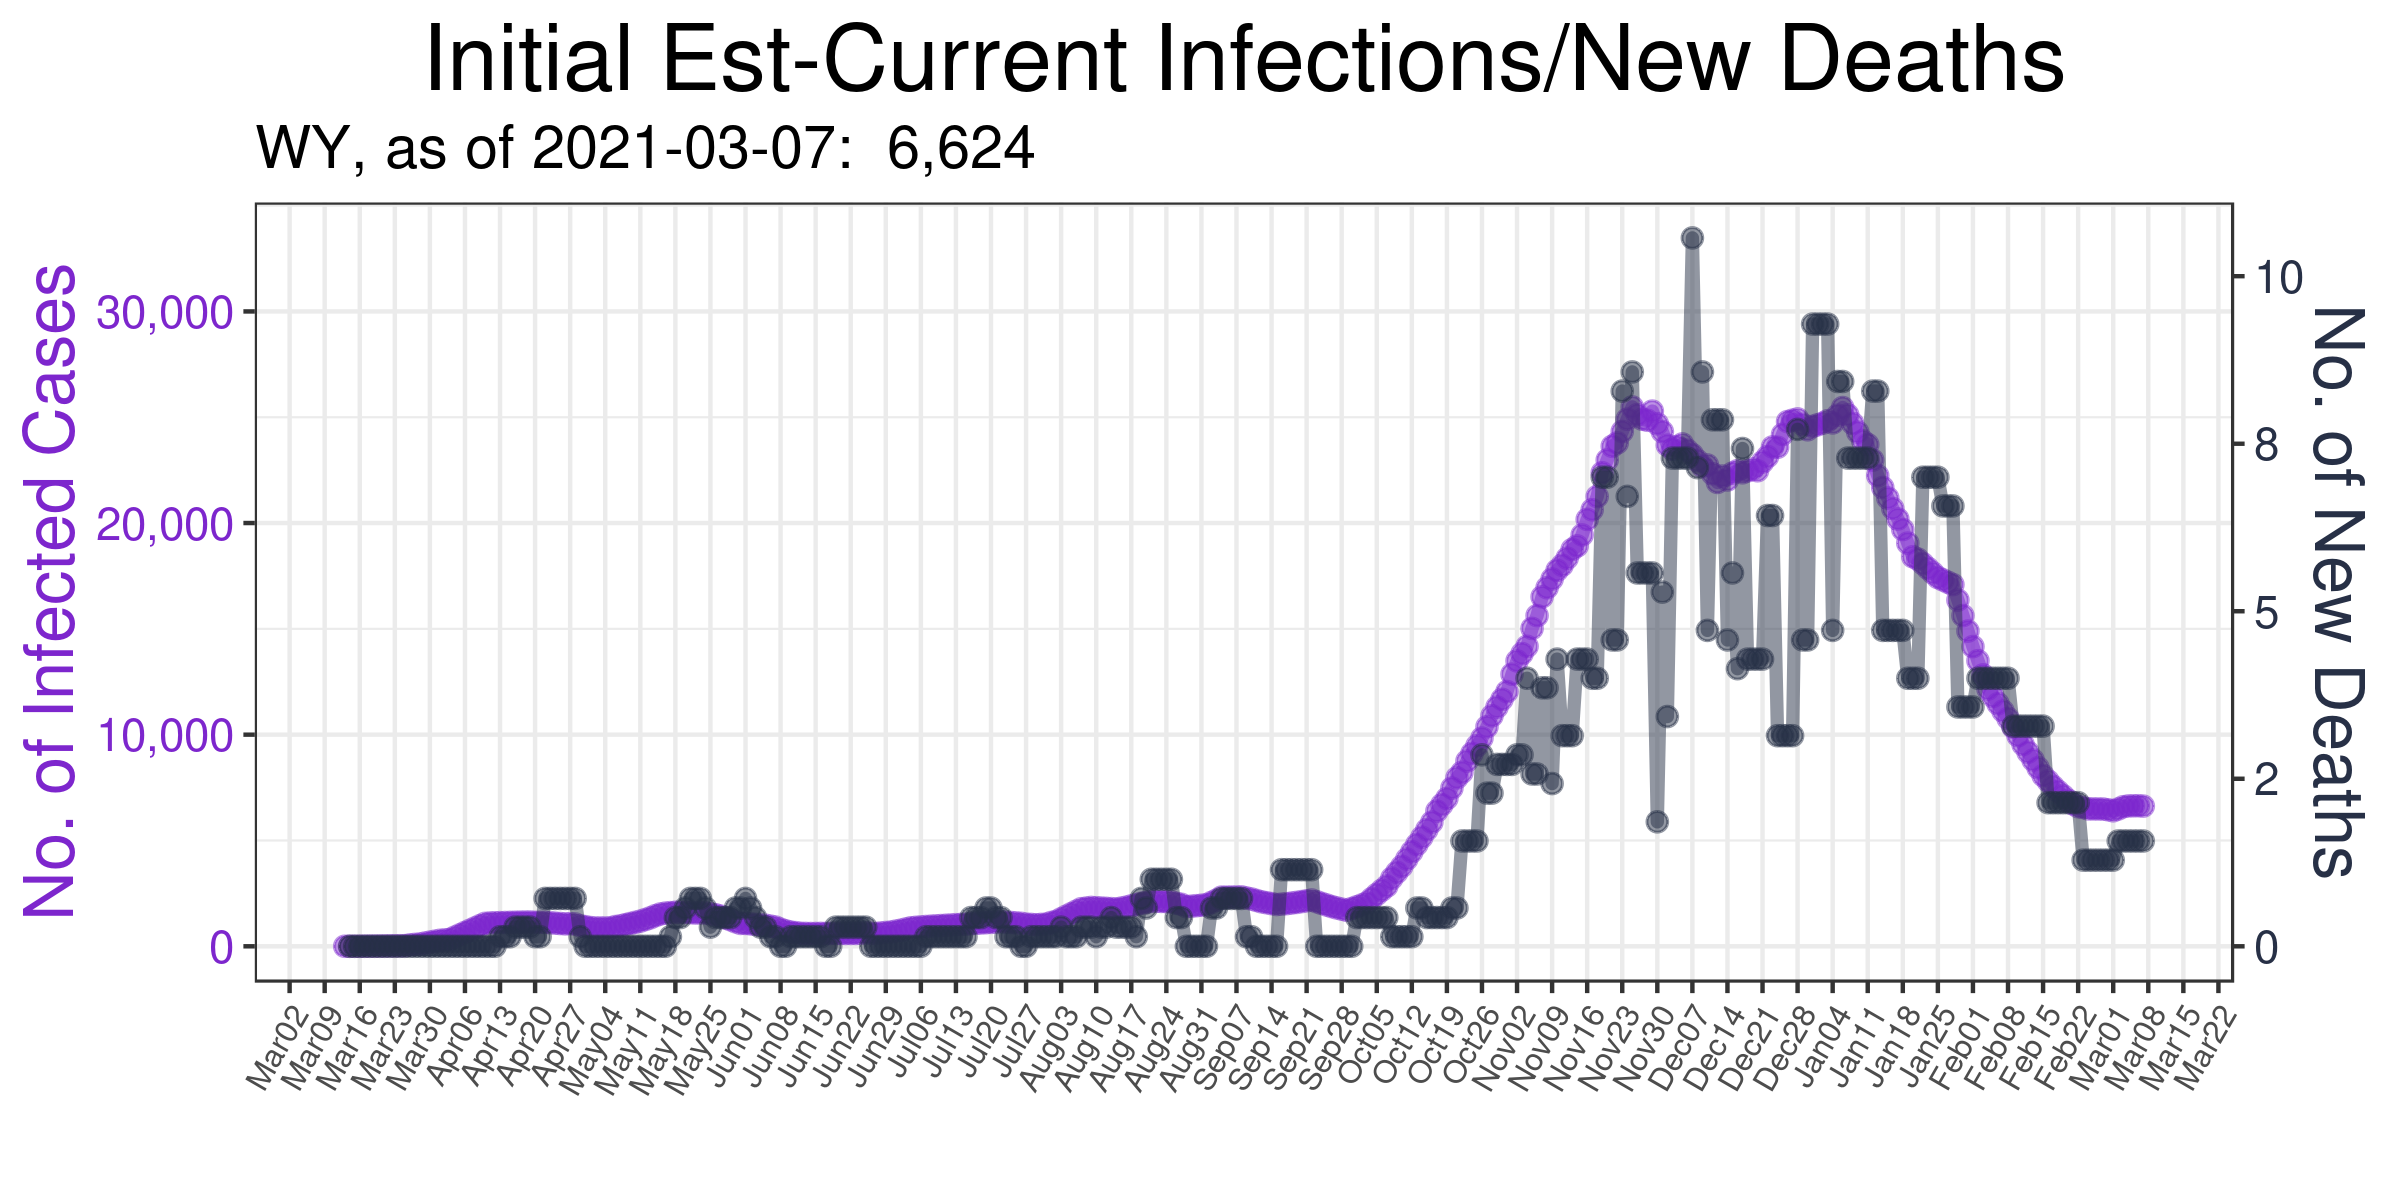 Initial Est-Current Infections/New Deaths
WY, as of 2021-03-07:  6,624
No. of Infected Cases
30,000
20,000
10,000
0
10
8
5
2
0
No. of New Deaths
Mar02
Mar09
Mar16
Mar23
Mar30
Apr06
Apr13
Apr20
Apr27
May04
May11
May18
May25
Jun01
Jun08
Jun15
Jun22
Jun29
Jul06
Jul13
Jul20
Jul27
Aug03
Aug10
Aug17
Aug24
Aug31
Sep07
Sep14
Sep21
Sep28
Oct05
Oct12
Oct19
Oct26
Nov02
Nov09
Nov16
Nov23
Nov30
Dec07
Dec14
Dec21
Dec28
Dec04
Jan11
Jan18
Jan25
Feb01
Feb08
Feb15
Feb22
Mar01
Mar08
Mar15
Mar22